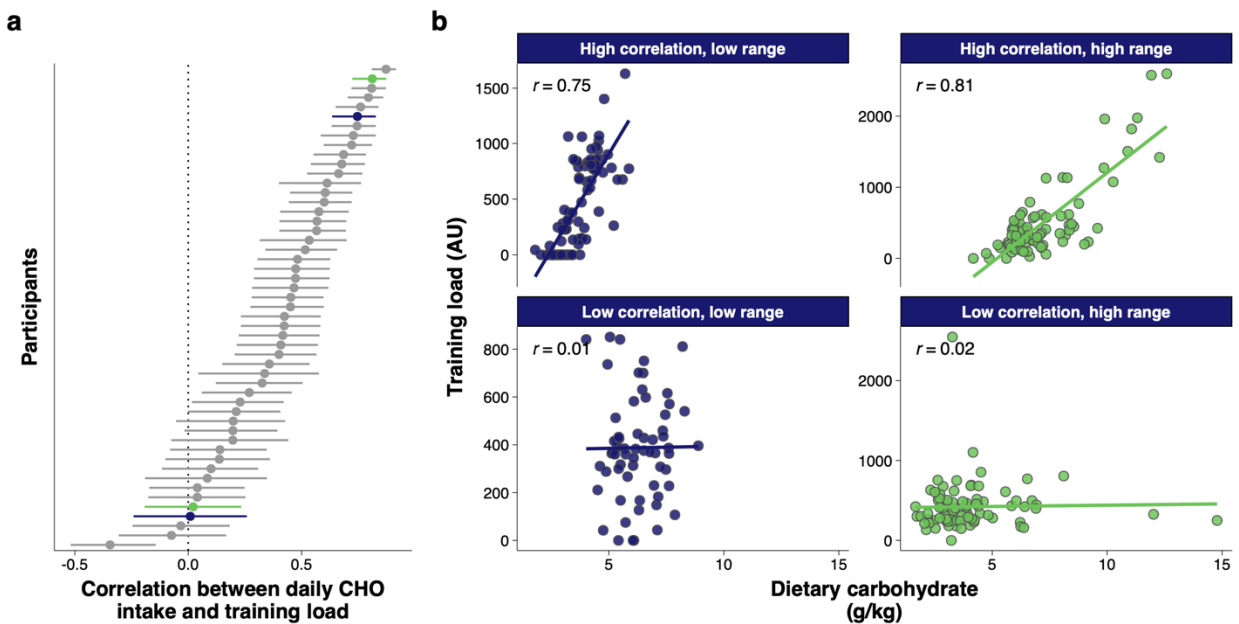 a
Participants
-0.5
0.0
0.5
Correlation between daily CHO
intake and training load
b
Training load (AU)
High correlation, low range
r = 0.75
1500
1000
500
0
High correlation, high range
r = 0.81
2000
1000
0
Low correlation, low range
r = 0.01
800
600
400
200
0
5
10
15
Low correlation, high range
r = 0.02
2000
1000
0
5
10
15
Dietary carbohydrate
(g/kg)